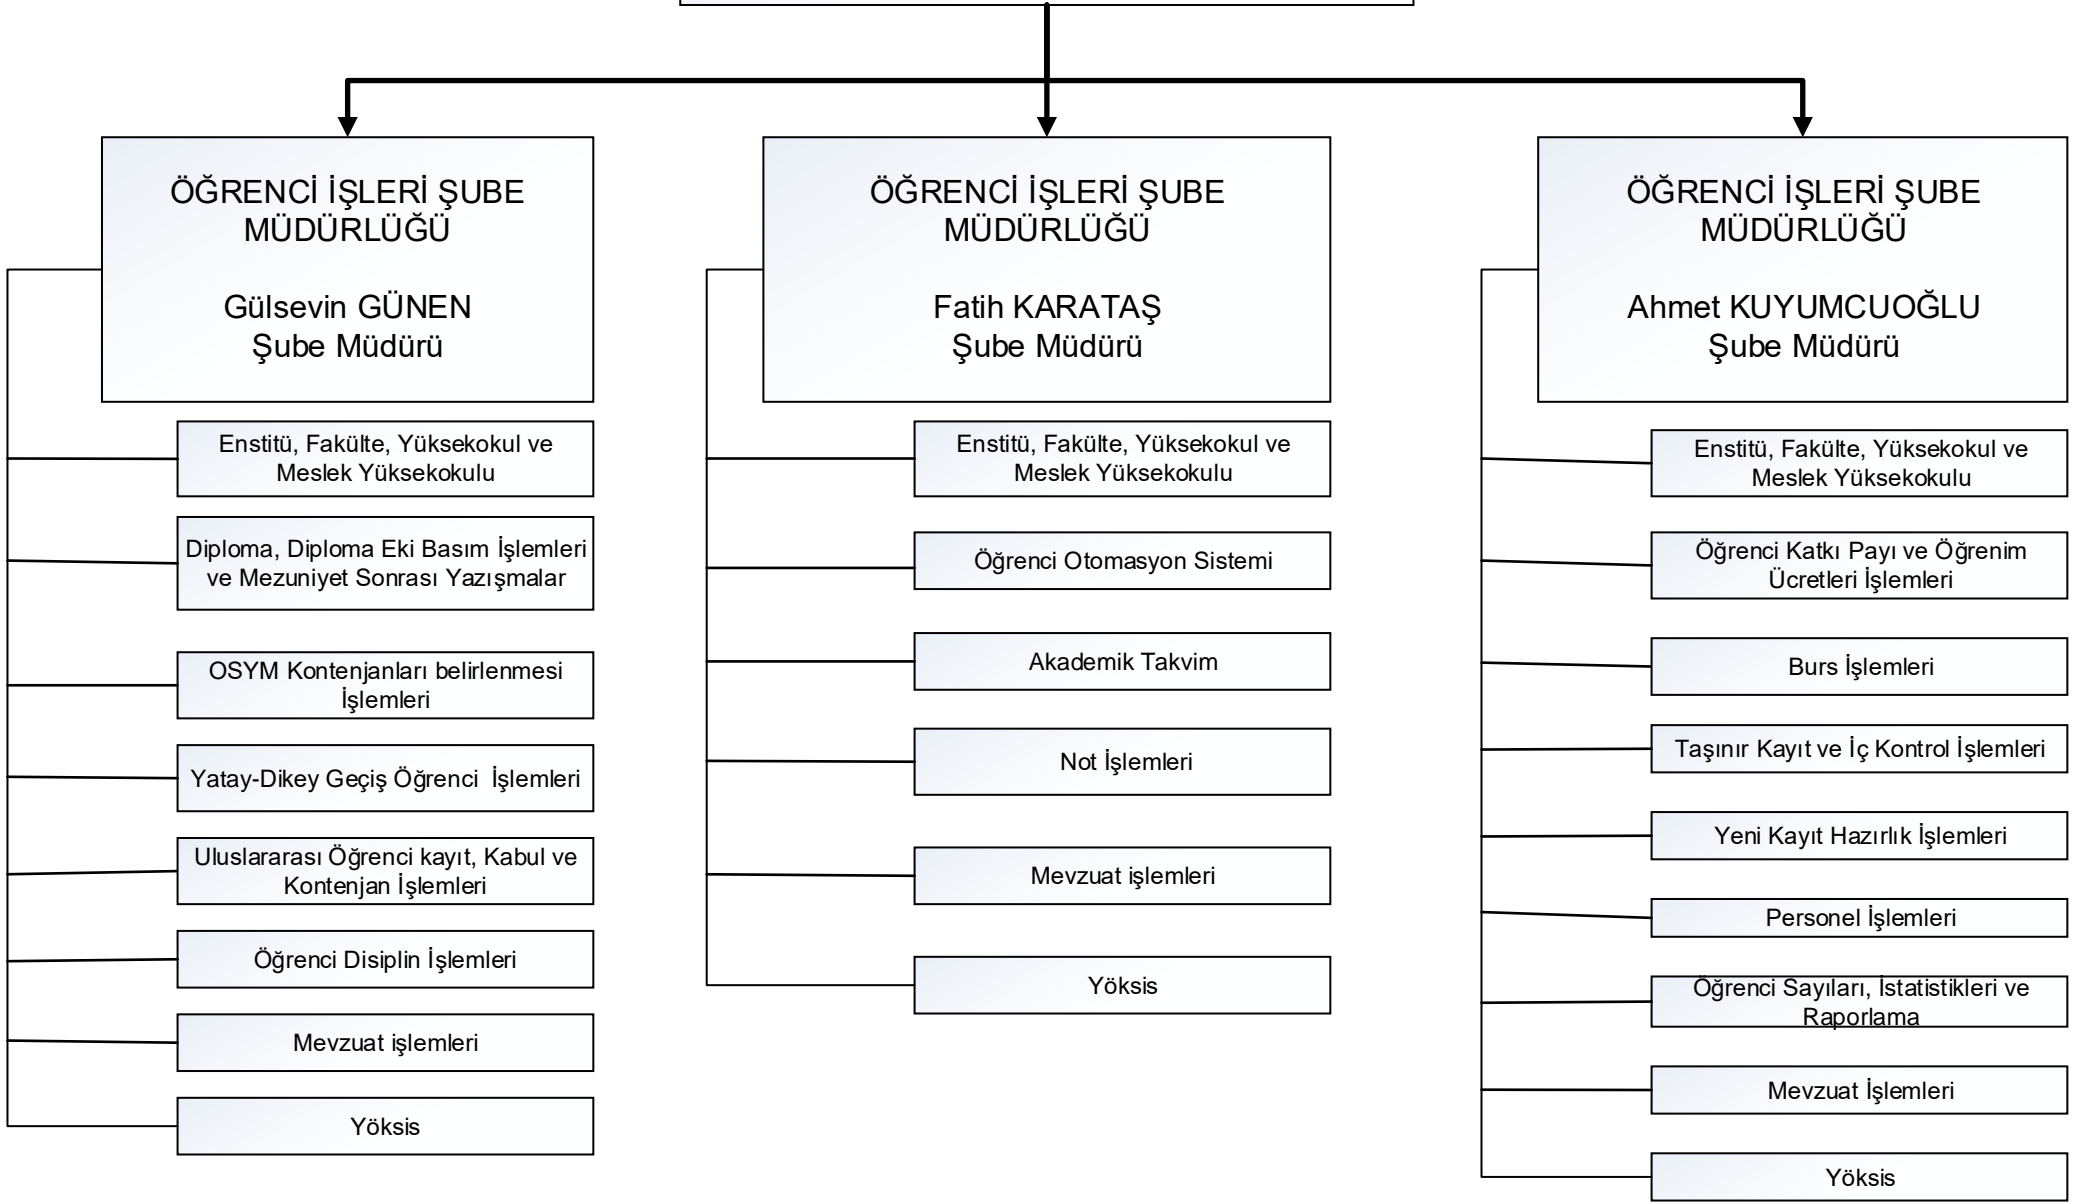 ÖĞRENCİ İŞLERİ ŞUBE
MÜDÜRLÜĞÜ
Gülsevin GÜNEN
Şube Müdürü
Enstitü, Fakülte, Yüksekokul ve
Meslek Yüksekokulu
Diploma, Diploma Eki Basım İşlemleri
ve Mezuniyet Sonrası Yazışmalar
OSYM Kontenjanları belirlenmesi
İşlemleri
Yatay-Dikey Geçiş Öğrenci  İşlemleri
Uluslararası Öğrenci kayıt, Kabul ve
Kontenjan İşlemleri
Öğrenci Disiplin İşlemleri
Mevzuat işlemleri
Yöksis
ÖĞRENCİ İŞLERİ ŞUBE
MÜDÜRLÜĞÜ
Fatih KARATAŞ
Şube Müdürü
Enstitü, Fakülte, Yüksekokul ve
Meslek Yüksekokulu
Öğrenci Otomasyon Sistemi
Akademik Takvim
Not İşlemleri
Mevzuat işlemleri
Yöksis
ÖĞRENCİ İŞLERİ ŞUBE
MÜDÜRLÜĞÜ
Ahmet KUYUMCUOĞLU
Şube Müdürü
Enstitü, Fakülte, Yüksekokul ve
Meslek Yüksekokulu
Öğrenci Katkı Payı ve Öğrenim
Ücretleri İşlemleri
Burs İşlemleri
Taşınır Kayıt ve İç Kontrol İşlemleri
Yeni Kayıt Hazırlık İşlemleri
Personel İşlemleri
Öğrenci Sayıları, İstatistikleri ve
Raporlama
Mevzuat İşlemleri
Yöksis